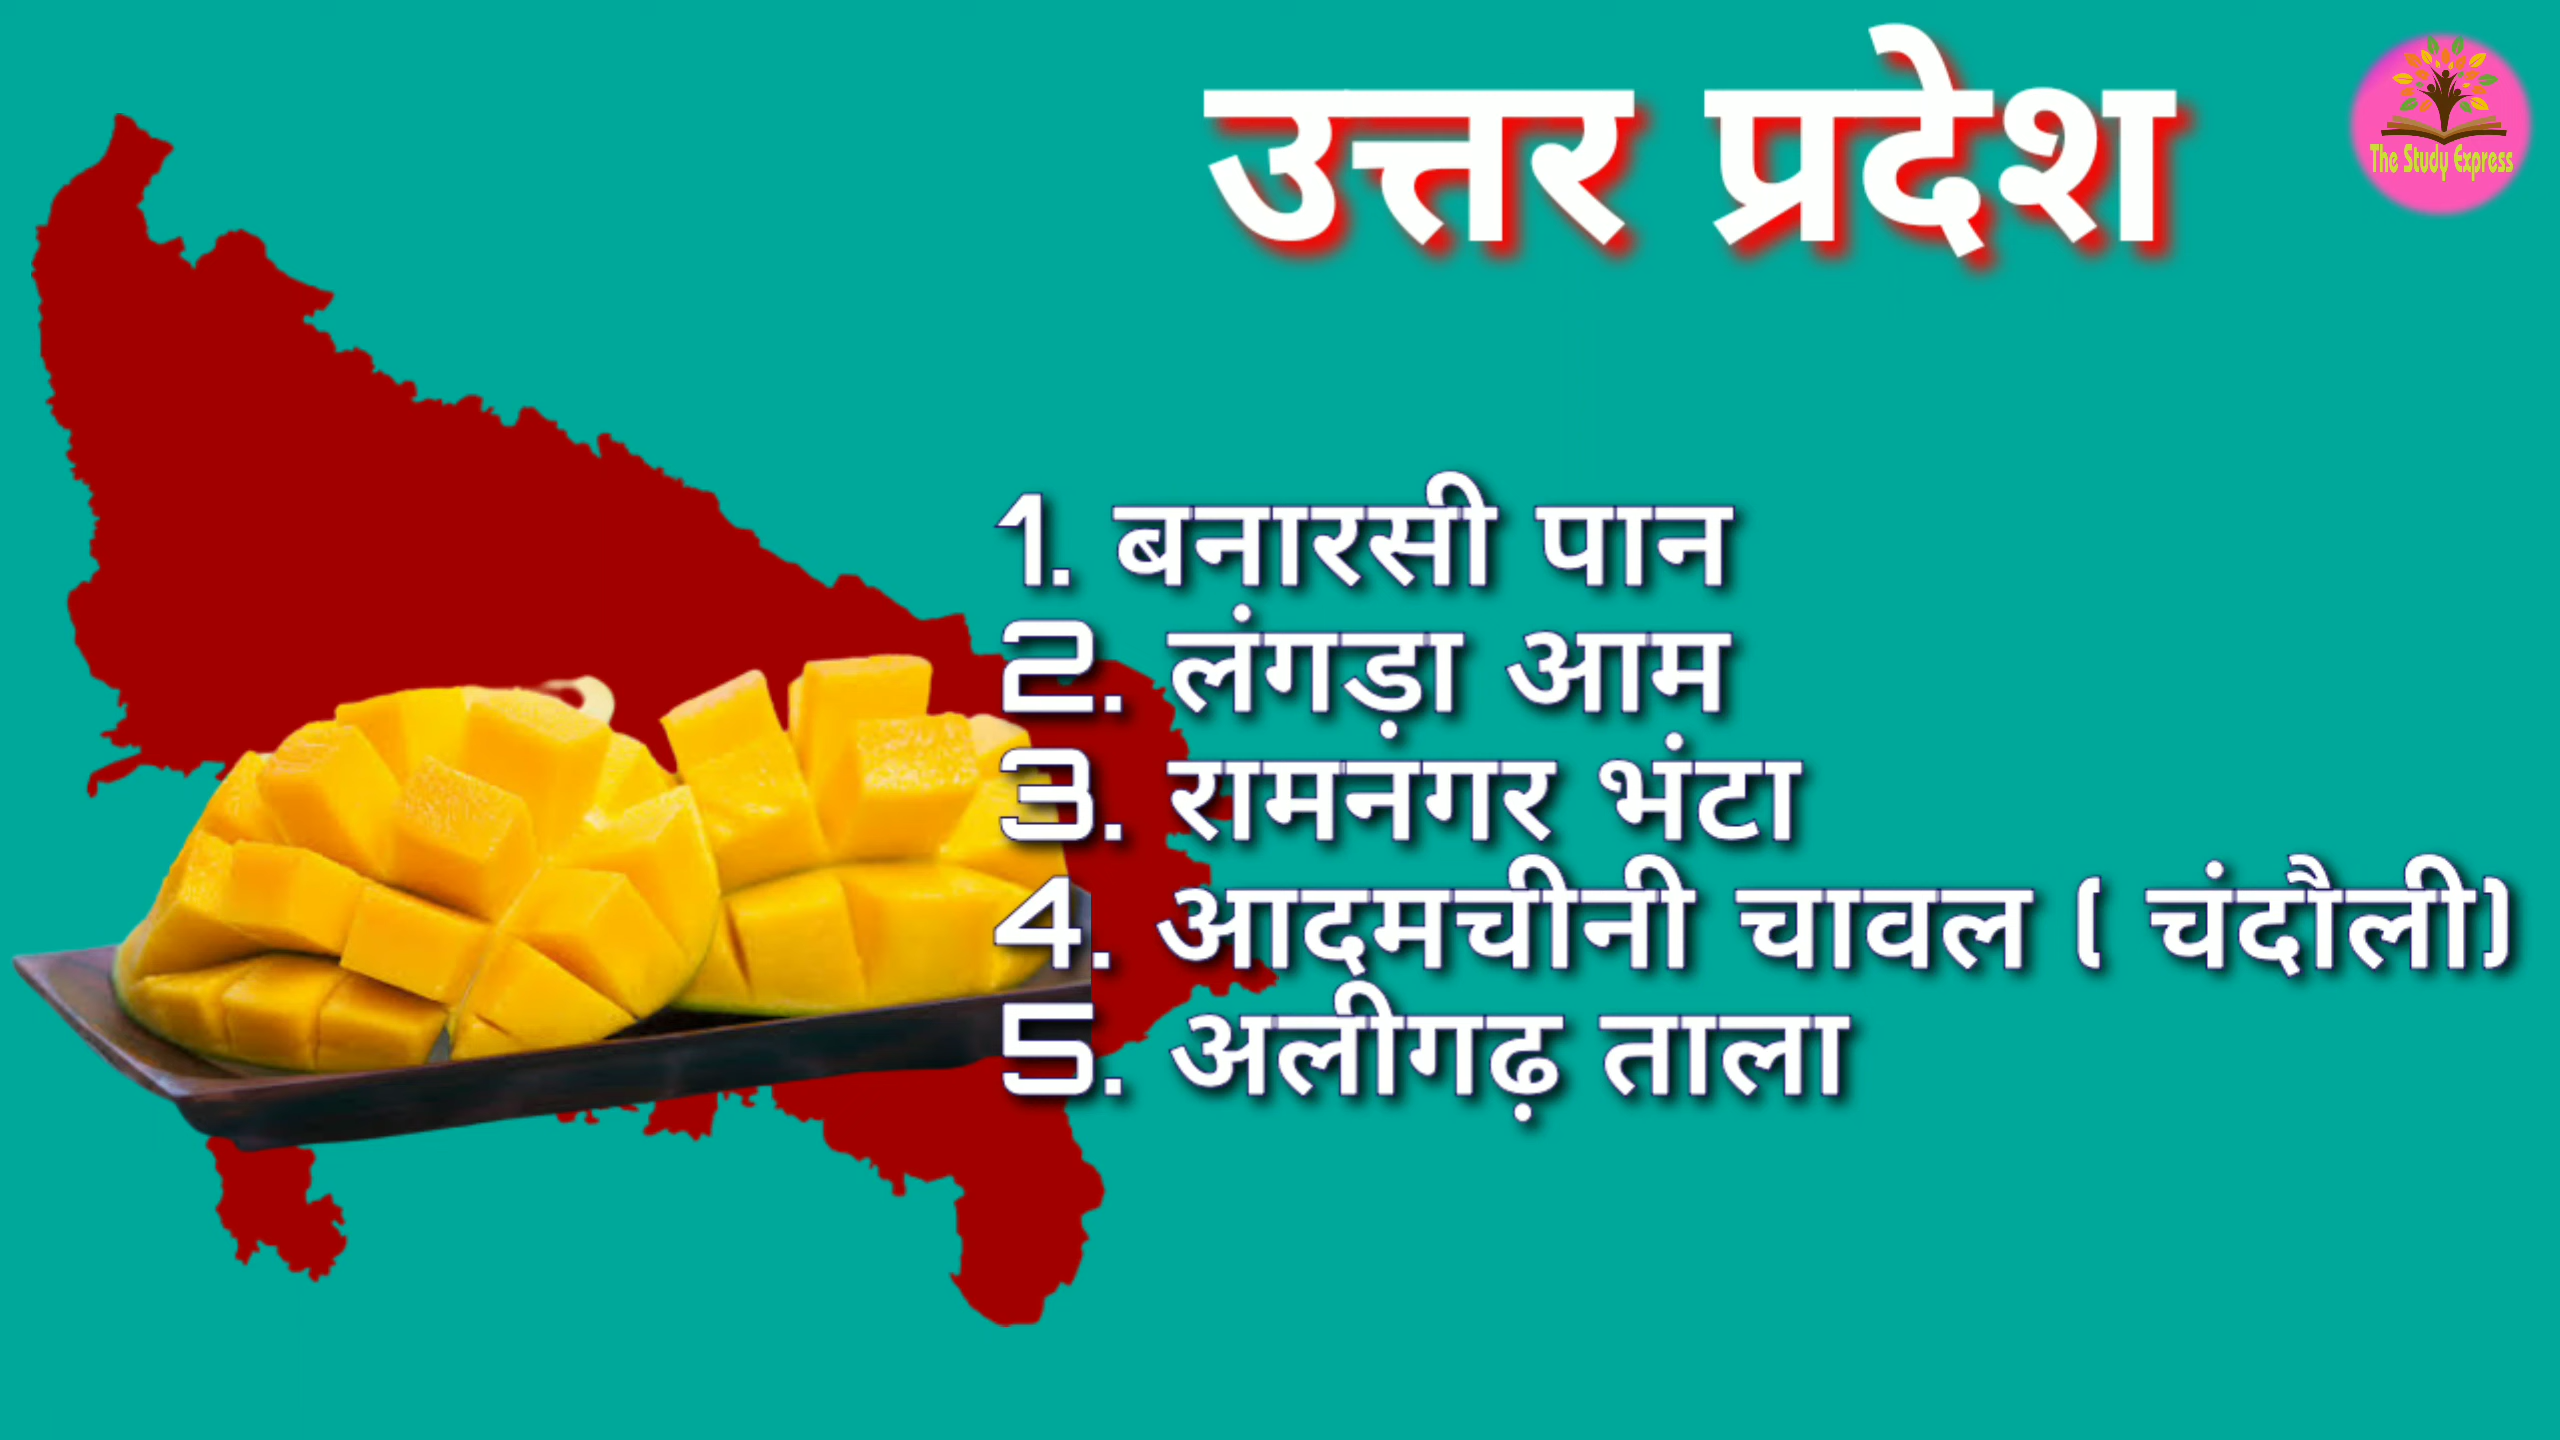 उत्तर प्रदेश
The Study Express
1. बनारसी पान
2. लंगड़ा आम
3. रामनगर भंटा
4. आदमचीनी चावल ( चंदौली)
5. अलीगढ़ ताला